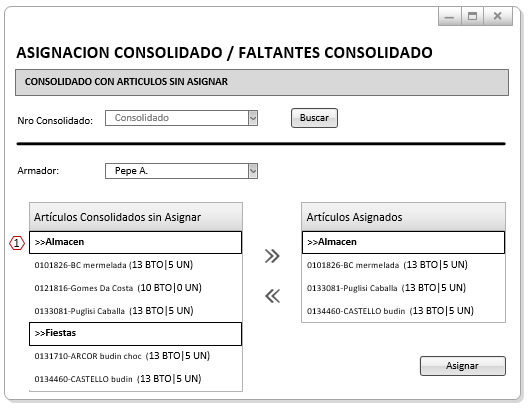 ASIGNACION CONSOLIDADO / FALTANTES CONSOLIDADO
CONSOLIDADO CON ARTICULOS SIN ASIGNAR
Nro Consolidado: Consolidado Buscar
Armador: Pepe A.
Artículos Consolidados sin Asignar
1 >>Almacen
0101826-BC mermelada (13 BTO|5 UN)
0121816-Gomes Da Costa (10 BTO|0 UN)
0133081-Puglisi Caballa (13 BTO|5 UN)
>>Fiestas
0131710-ARCOR budin choc (13 BTO|5 UN)
0134460-CASTELLO budin (13 BTO|5 UN)
Artículos Asignados
>>Almacen
0101826-BC mermelada (13 BTO|5 UN)
0133081-Puglisi Caballa (13 BTO|5 UN)
0134460-CASTELLO budin (13 BTO|5 UN)
Asignar